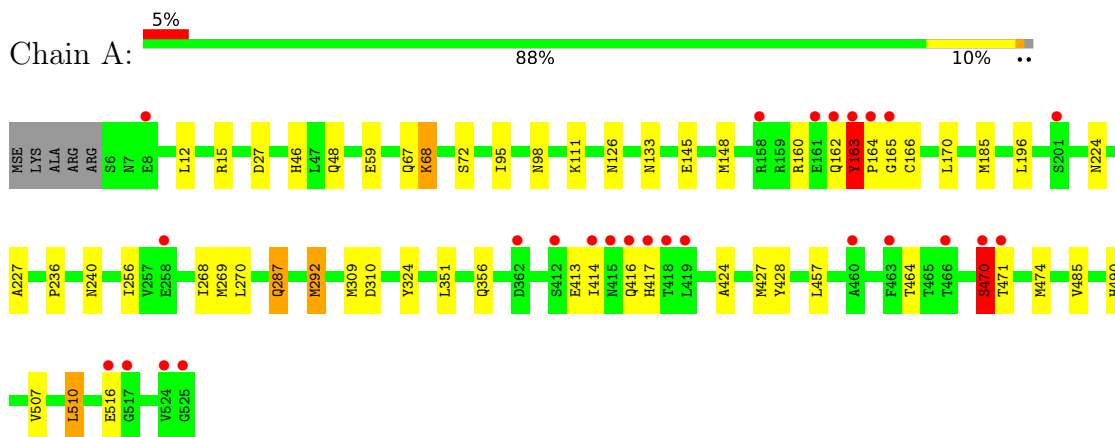 5%
Chain A:
88% 10% ••
MSE LYS ALA ARG ARG S6 N7 E8 L12 R15 D27 H46 L47 Q48 E59 Q67 K68 S72 I95 N98 K111 N126 N133 E145 M148 R158 R159 R160 E161 Q162 Y163 P164 G165 C166 L170 M185 L196 S201 N224
A227 P236 N240 I256 V257 E258 I268 M269 L270 Q287 M292 M309 D310 Y324 L351 Q356 D362 S412 E413 I414 N415 Q416 H417 T418 L419 A424 M427 Y428 L457 A460 F463 T464 T465 T466 S470 T471 M474 V485
V507 L510 E516 G517 V524 G525